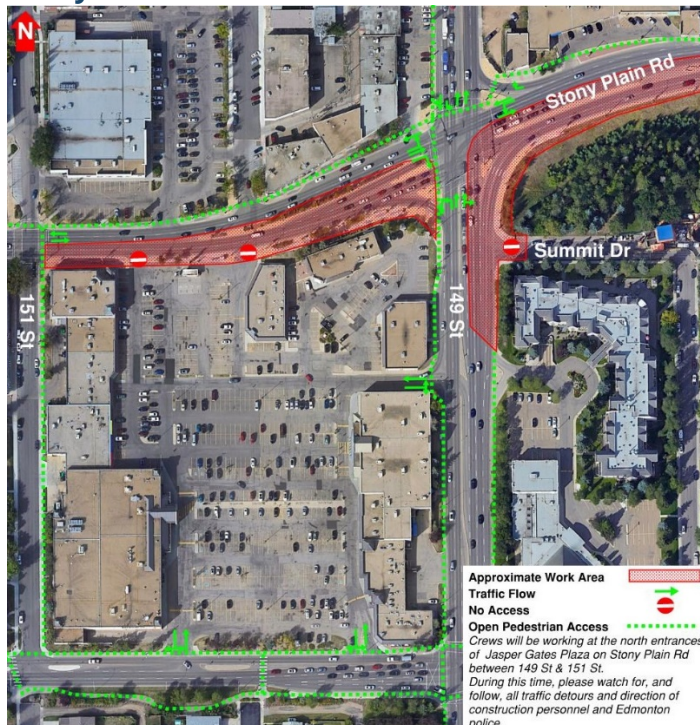 N
Stony Plain Rd
Summit Dr
151 St
149 St
Approximate Work Area
Traffic Flow
No Access
Open Pedestrian Access
Crews will be working at the north entrances
of Jasper Gates Plaza on Stony Plain Rd
between 149 St & 151 St.
During this time, please watch for, and
follow, all traffic detours and direction of
construction personnel and Edmonton
police